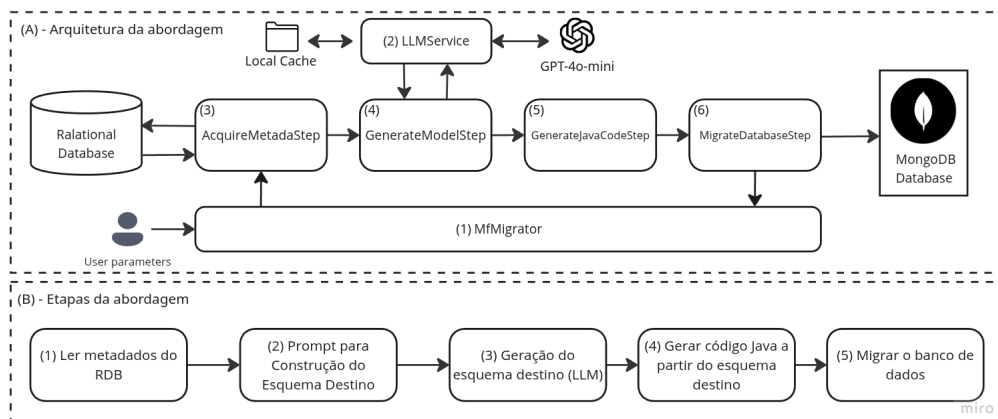 (A) - Arquitetura da abordagem
Local Cache
(2) LLMService
GPT-4o-mini
Ralational
Database
(3)
AcquireMetadaStep
(4)
GenerateModelStep
(5)
GenerateJavaCodeStep
(6)
MigrateDatabaseStep
MongoDB
Database
User parameters
(1) MfMigrator
(B) - Etapas da abordagem
(1) Ler metadados do
RDB
(2) Prompt para
Construção do
Esquema Destino
(3) Geração do
esquema destino (LLM)
(4) Gerar código Java a
partir do esquema
destino
(5) Migrar o banco de
dados
miro